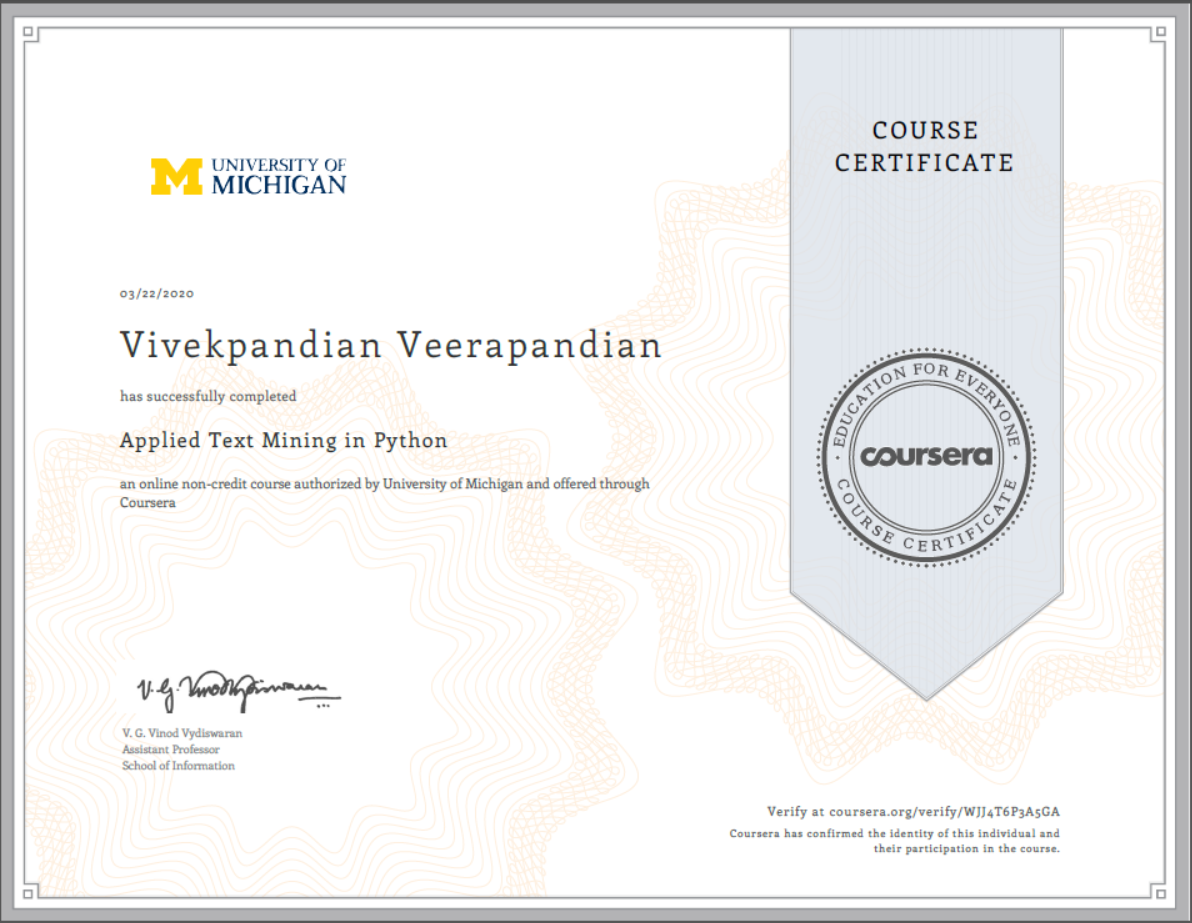 COURSE
CERTIFICATE
UNIVERSITY OF
MICHIGAN
03/22/2020
Vivekpandian Veerapandian
has successfully completed
Applied Text Mining in Python
an online non-credit course authorized by University of Michigan and offered through
Coursera
EDUCATION FOR EVERYONE
coursera
COURSE CERTIFICATE
V. G. Vinod Vydiswaran
V. G. Vinod Vydiswaran
Assistant Professor
School of Information
Verify at coursera.org/verify/WJJ4T6P3A5GA
Coursera has confirmed the identity of this individual and
their participation in the course.